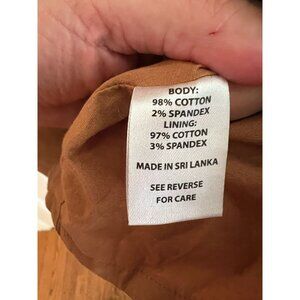 BODY:
98% COTTON
2% SPANDEX
LINING:
97% COTTON
3% SPANDEX
MADE IN SRI LANKA
SEE REVERSE
FOR CARE